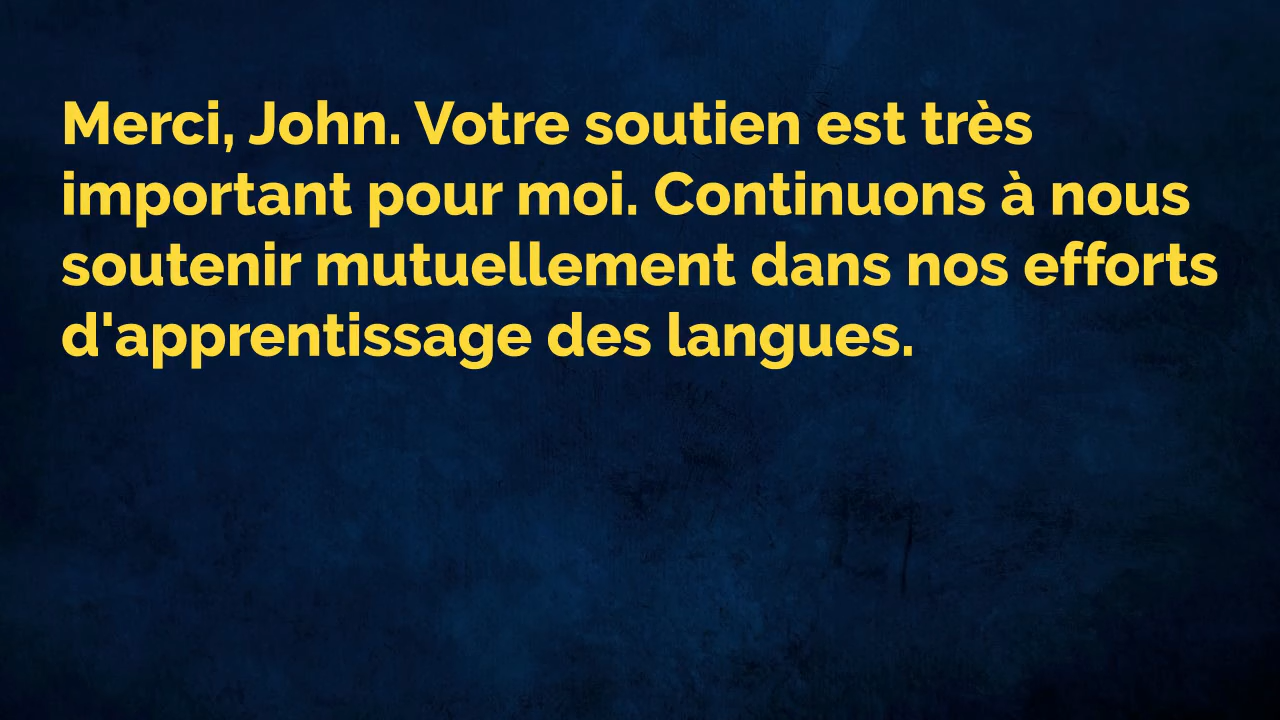 Merci, John. Votre soutien est très
important pour moi. Continuons à nous
soutenir mutuellement dans nos efforts
d'apprentissage des langues.